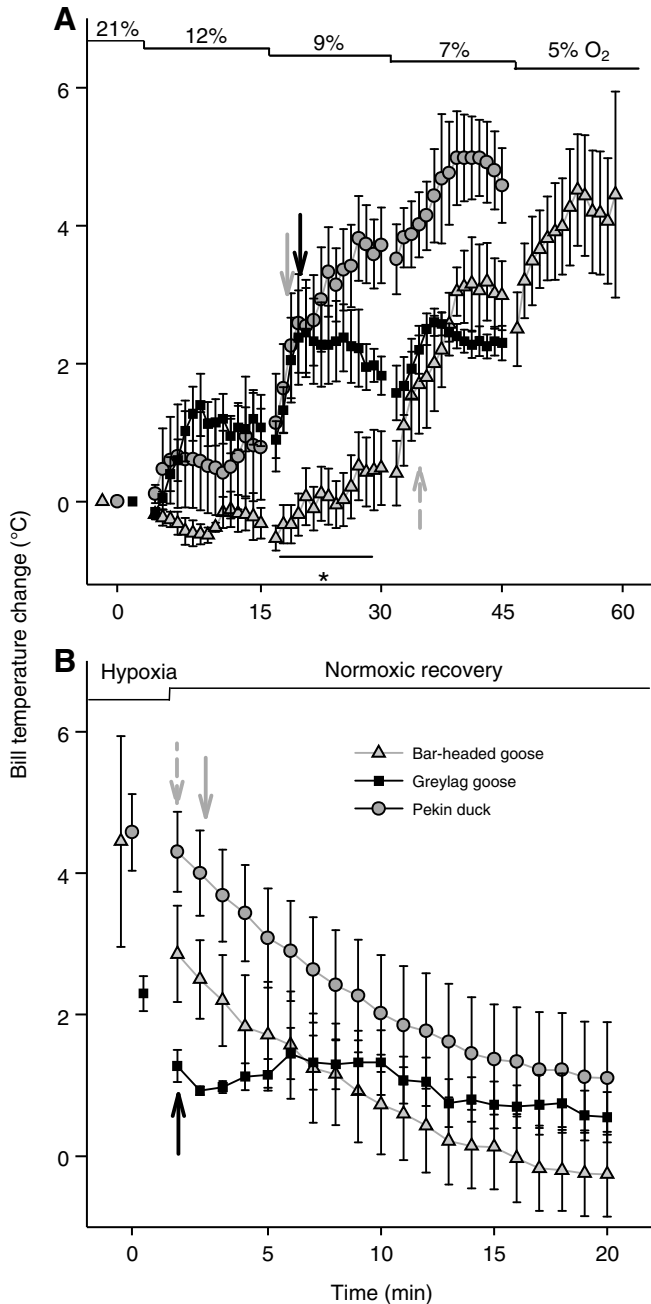 A
21%
12%
9%
7%
5% O₂
6
4
2
0
*
0
15
30
45
60
Bill temperature change (°C)
B
Hypoxia
Normoxic recovery
6
4
2
0
Bar-headed goose
Greylag goose
Pekin duck
0
5
10
15
20
Time (min)